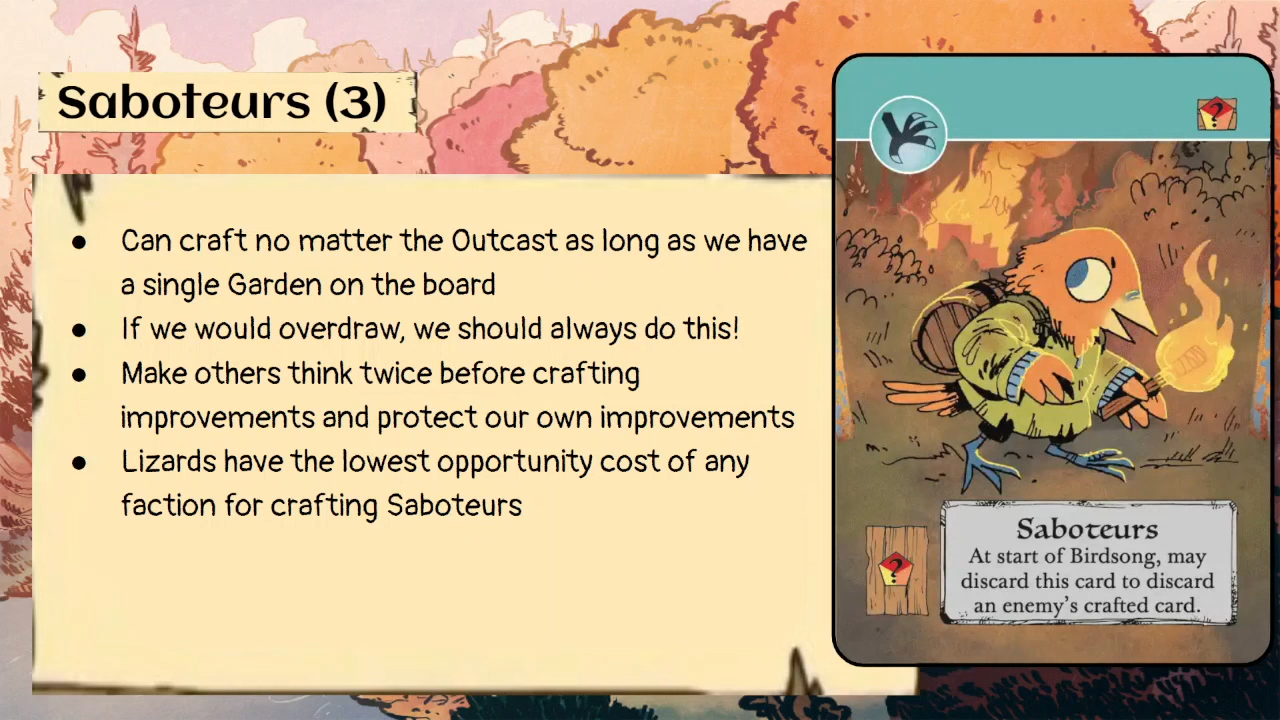 Saboteurs (3)
● Can craft no matter the Outcast as long as we have
a single Garden on the board
● If we would overdraw, we should always do this!
● Make others think twice before crafting
improvements and protect our own improvements
● Lizards have the lowest opportunity cost of any
faction for crafting Saboteurs
?
?
Saboteurs
At start of Birdsong, may
discard this card to discard
an enemy's crafted card.